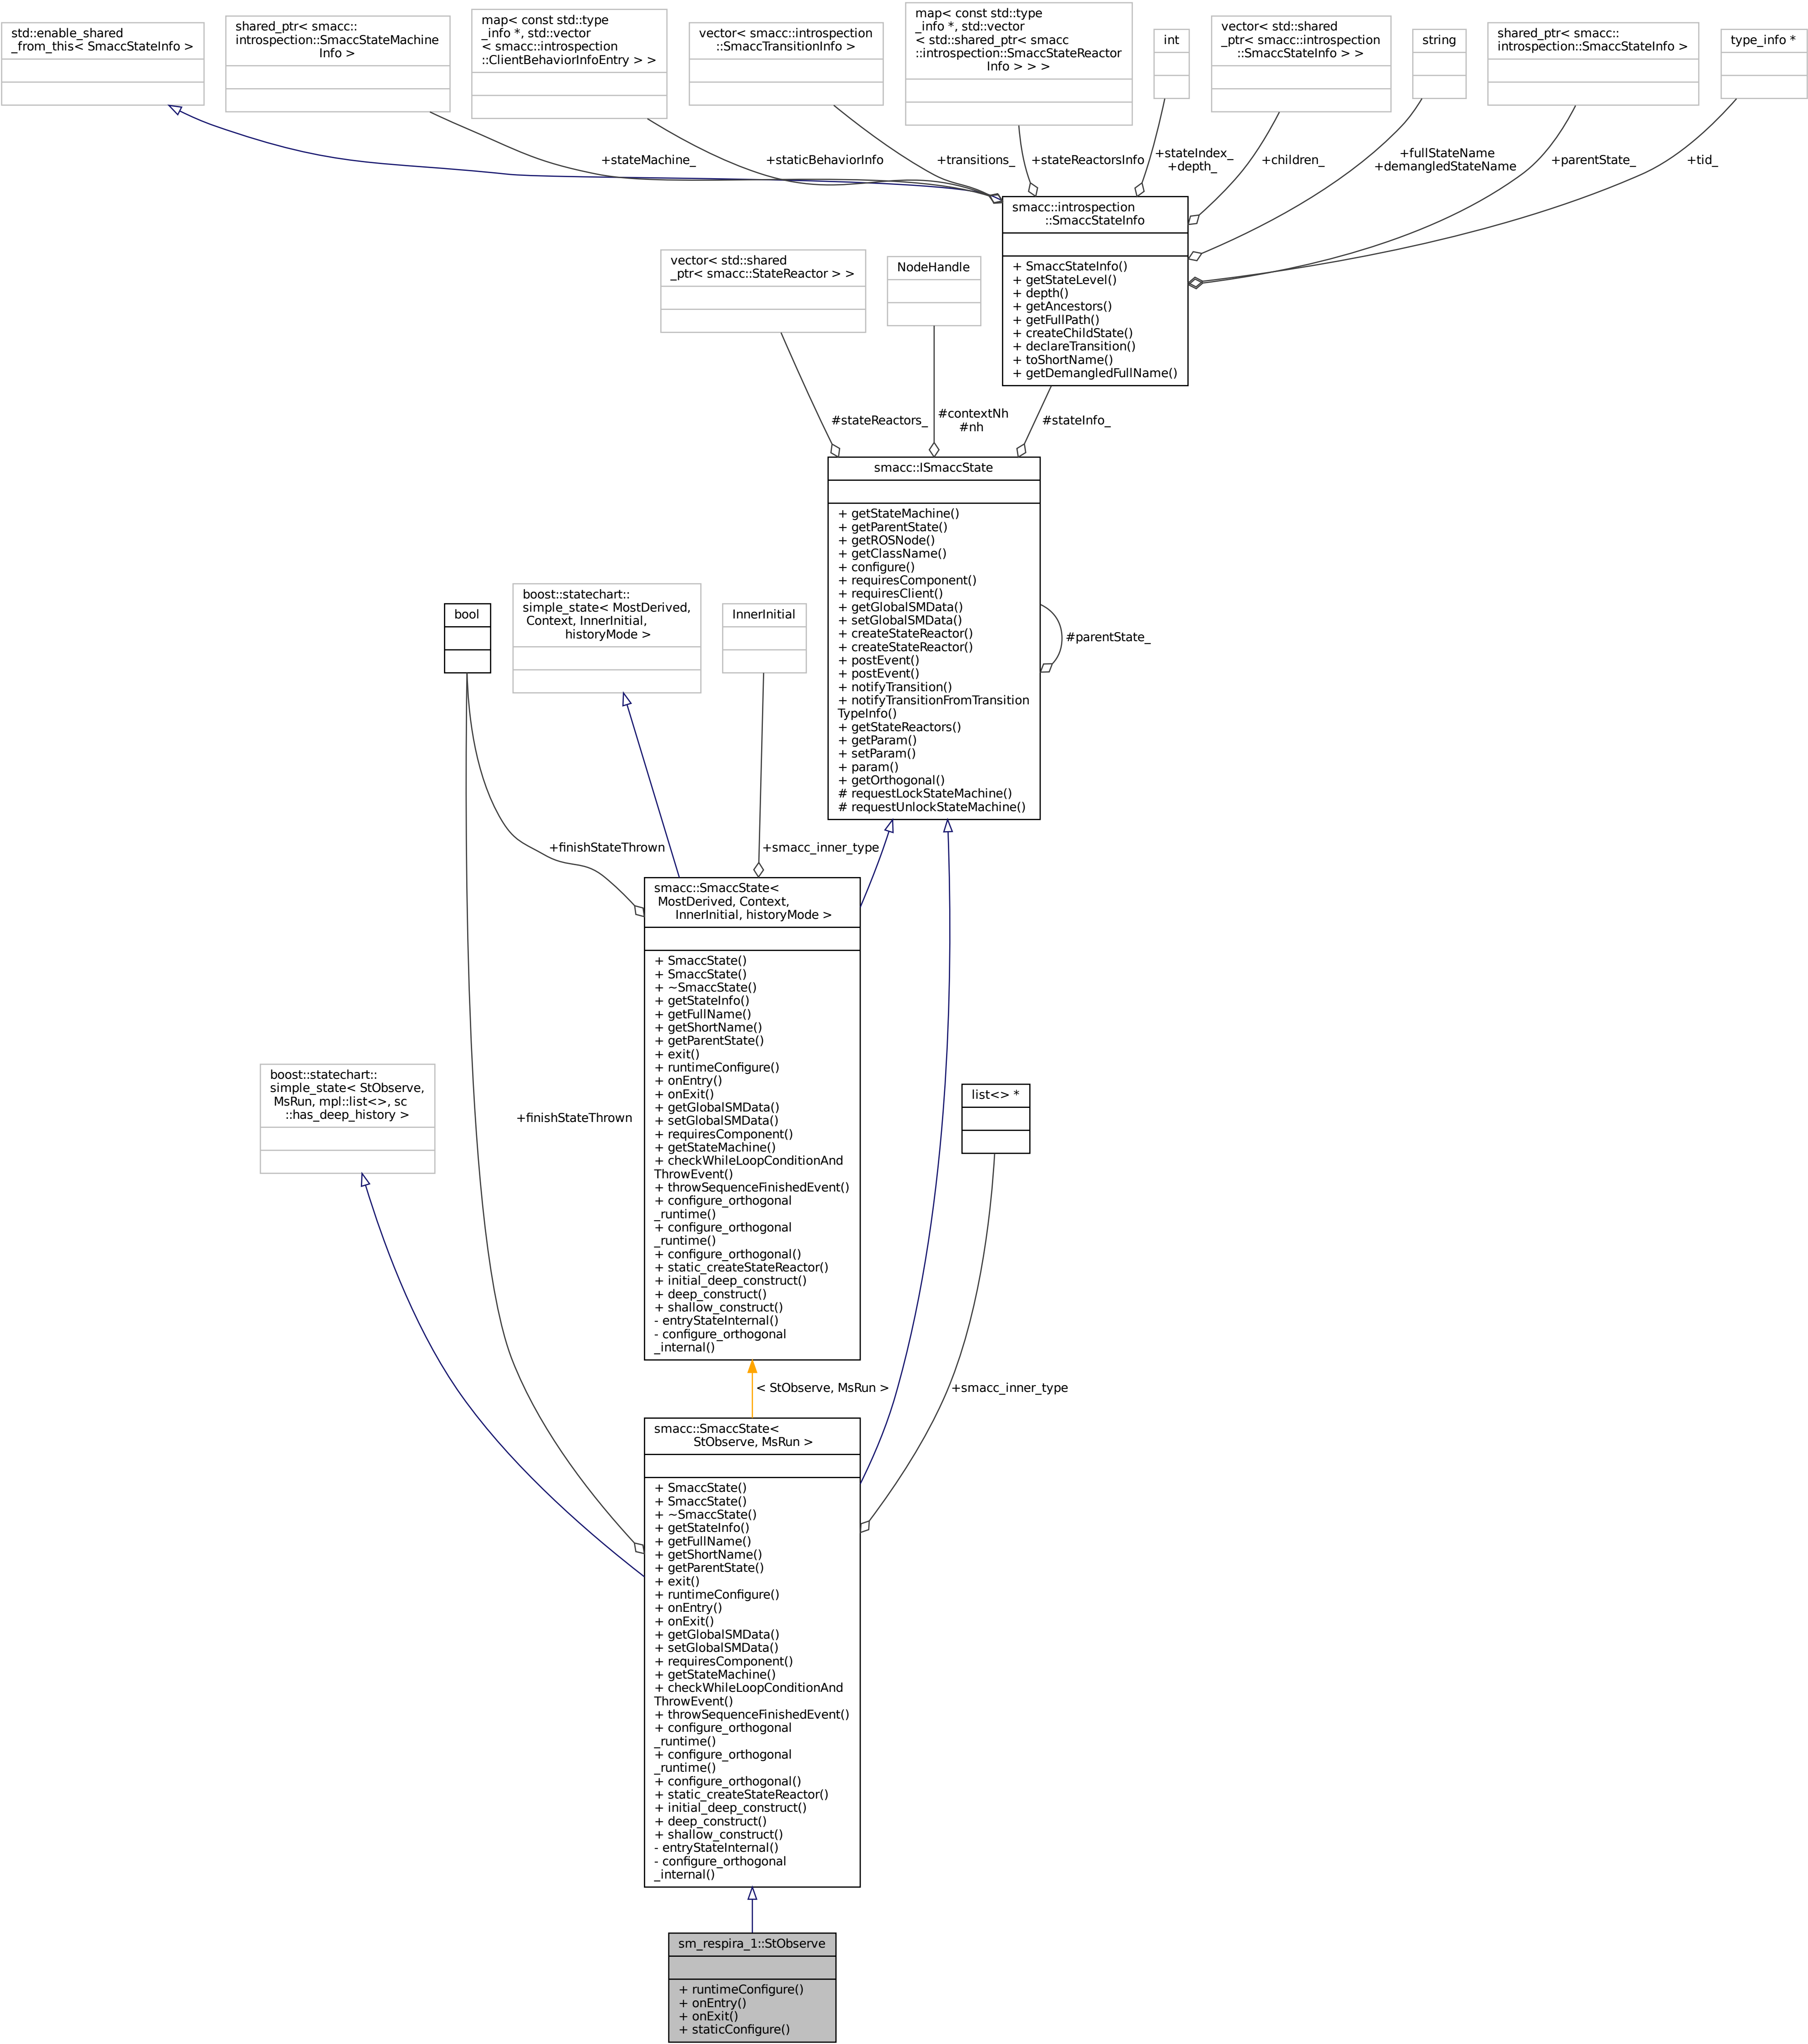 std::enable_shared
_from_this< SmaccStateInfo >
shared_ptr< smacc::
introspection::SmaccStateMachine
Info >
map< const std::type
_info *, std::vector
< smacc::introspection
::ClientBehaviorInfoEntry > >
vector< smacc::introspection
::SmaccTransitionInfo >
map< const std::type
_info *, std::vector
< std::shared_ptr< smacc
::introspection::SmaccStateReactor
Info > > >
int
vector< std::shared
_ptr< smacc::introspection
::SmaccStateInfo > >
string
shared_ptr< smacc::
introspection::SmaccStateInfo >
type_info *
+stateMachine_
+staticBehaviorInfo
+transitions_
+stateReactorsInfo
+stateIndex_
+depth_
+children_
+fullStateName
+demangledStateName
+parentState_
+tid_
smacc::introspection
::SmaccStateInfo
+ SmaccStateInfo()
+ getStateLevel()
+ depth()
+ getAncestors()
+ getFullPath()
+ createChildState()
+ declareTransition()
+ toShortName()
+ getDemangledFullName()
vector< std::shared
_ptr< smacc::StateReactor > >
NodeHandle
#stateReactors_
#contextNh
#nh
#stateInfo_
smacc::ISmaccState
+ getStateMachine()
+ getParentState()
+ getROSNode()
+ getClassName()
+ configure()
+ requiresComponent()
+ requiresClient()
+ getGlobalSMData()
+ setGlobalSMData()
+ createStateReactor()
+ createStateReactor()
+ postEvent()
+ postEvent()
+ notifyTransition()
+ notifyTransitionFromTransition
TypeInfo()
+ getStateReactors()
+ getParam()
+ setParam()
+ param()
+ getOrthogonal()
# requestLockStateMachine()
# requestUnlockStateMachine()
#parentState_
bool
boost::statechart::
simple_state< MostDerived,
Context, InnerInitial,
historyMode >
InnerInitial
+finishStateThrown
+smacc_inner_type
smacc::SmaccState<
MostDerived, Context,
InnerInitial, historyMode >
+ SmaccState()
+ SmaccState()
+ ~SmaccState()
+ getStateInfo()
+ getFullName()
+ getShortName()
+ getParentState()
+ exit()
+ runtimeConfigure()
+ onEntry()
+ onExit()
+ getGlobalSMData()
+ setGlobalSMData()
+ requiresComponent()
+ getStateMachine()
+ checkWhileLoopConditionAnd
ThrowEvent()
+ throwSequenceFinishedEvent()
+ configure_orthogonal
_runtime()
+ configure_orthogonal
_runtime()
+ configure_orthogonal()
+ static_createStateReactor()
+ initial_deep_construct()
+ deep_construct()
+ shallow_construct()
- entryStateInternal()
- configure_orthogonal
_internal()
boost::statechart::
simple_state< StObserve,
MsRun, mpl::list<>, sc
::has_deep_history >
+finishStateThrown
list<> *
< StObserve, MsRun >
+smacc_inner_type
smacc::SmaccState<
StObserve, MsRun >
+ SmaccState()
+ SmaccState()
+ ~SmaccState()
+ getStateInfo()
+ getFullName()
+ getShortName()
+ getParentState()
+ exit()
+ runtimeConfigure()
+ onEntry()
+ onExit()
+ getGlobalSMData()
+ setGlobalSMData()
+ requiresComponent()
+ getStateMachine()
+ checkWhileLoopConditionAnd
ThrowEvent()
+ throwSequenceFinishedEvent()
+ configure_orthogonal
_runtime()
+ configure_orthogonal
_runtime()
+ configure_orthogonal()
+ static_createStateReactor()
+ initial_deep_construct()
+ deep_construct()
+ shallow_construct()
- entryStateInternal()
- configure_orthogonal
_internal()
sm_respira_1::StObserve
+ runtimeConfigure()
+ onEntry()
+ onExit()
+ staticConfigure()